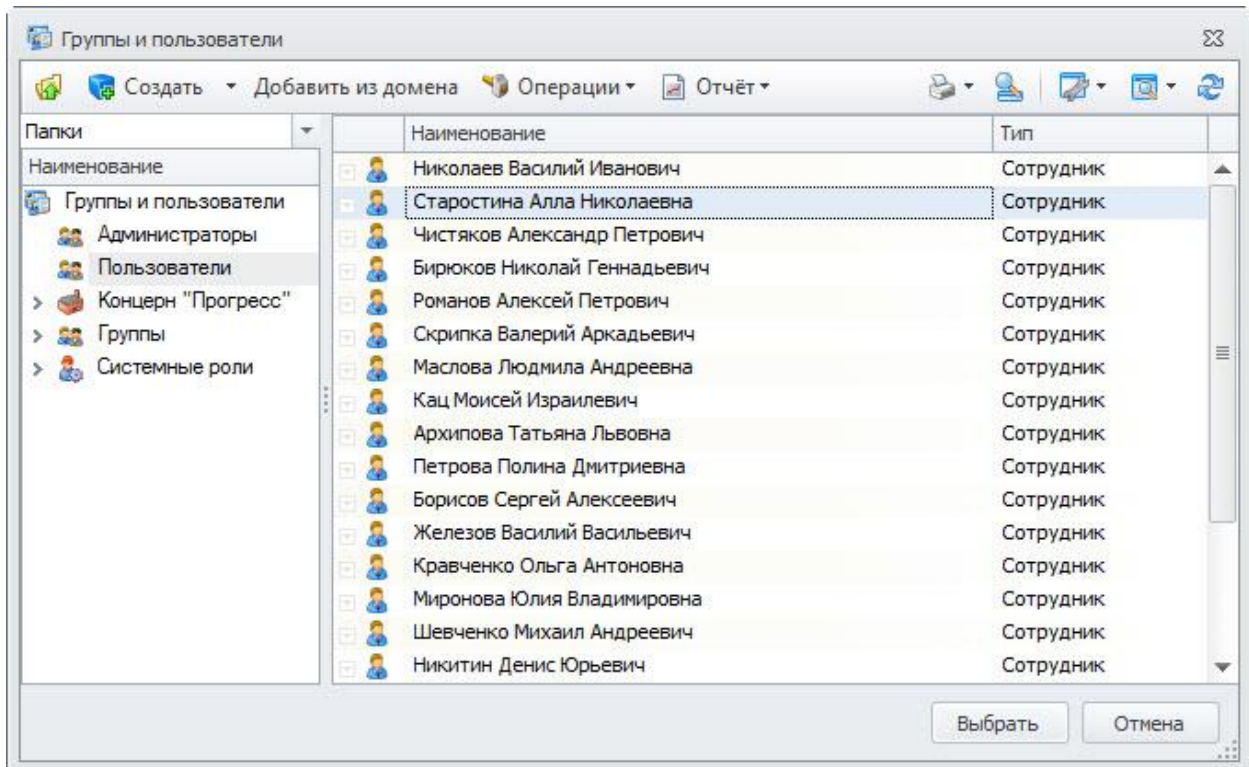 Группы и пользователи
Создать Добавить из домена Операции Отчёт
Папки
Наименование
Группы и пользователи
Администраторы
Пользователи
Концерн "Прогресс"
Группы
Системные роли
Наименование Тип
Николаев Василий Иванович Сотрудник
Старостина Алла Николаевна Сотрудник
Чистяков Александр Петрович Сотрудник
Бирюков Николай Геннадьевич Сотрудник
Романов Алексей Петрович Сотрудник
Скрипка Валерий Аркадьевич Сотрудник
Маслова Людмила Андреевна Сотрудник
Кац Моисей Израилевич Сотрудник
Архипова Татьяна Львовна Сотрудник
Петрова Полина Дмитриевна Сотрудник
Борисов Сергей Алексеевич Сотрудник
Железов Василий Васильевич Сотрудник
Кравченко Ольга Антоновна Сотрудник
Миронова Юлия Владимировна Сотрудник
Шевченко Михаил Андреевич Сотрудник
Никитин Денис Юрьевич Сотрудник
Выбрать Отмена